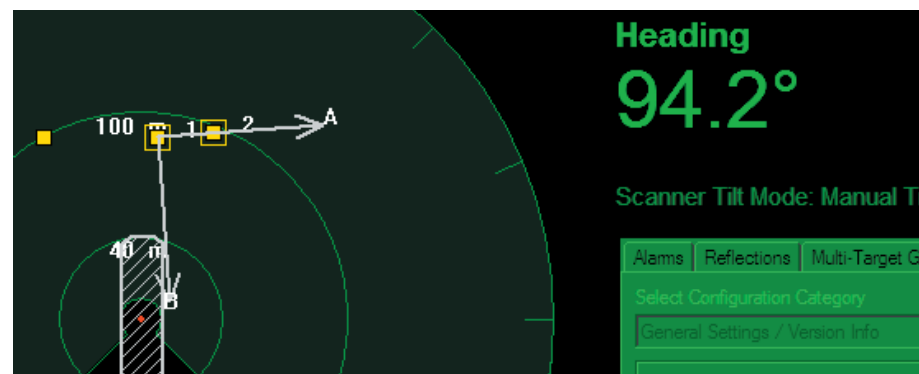 Heading
94.2°
100 m
1
2
A
Scanner Tilt Mode: Manual
40 m
B
Alarms
Reflections
Multi-Target
Select Configuration Category
General Settings / Version Info